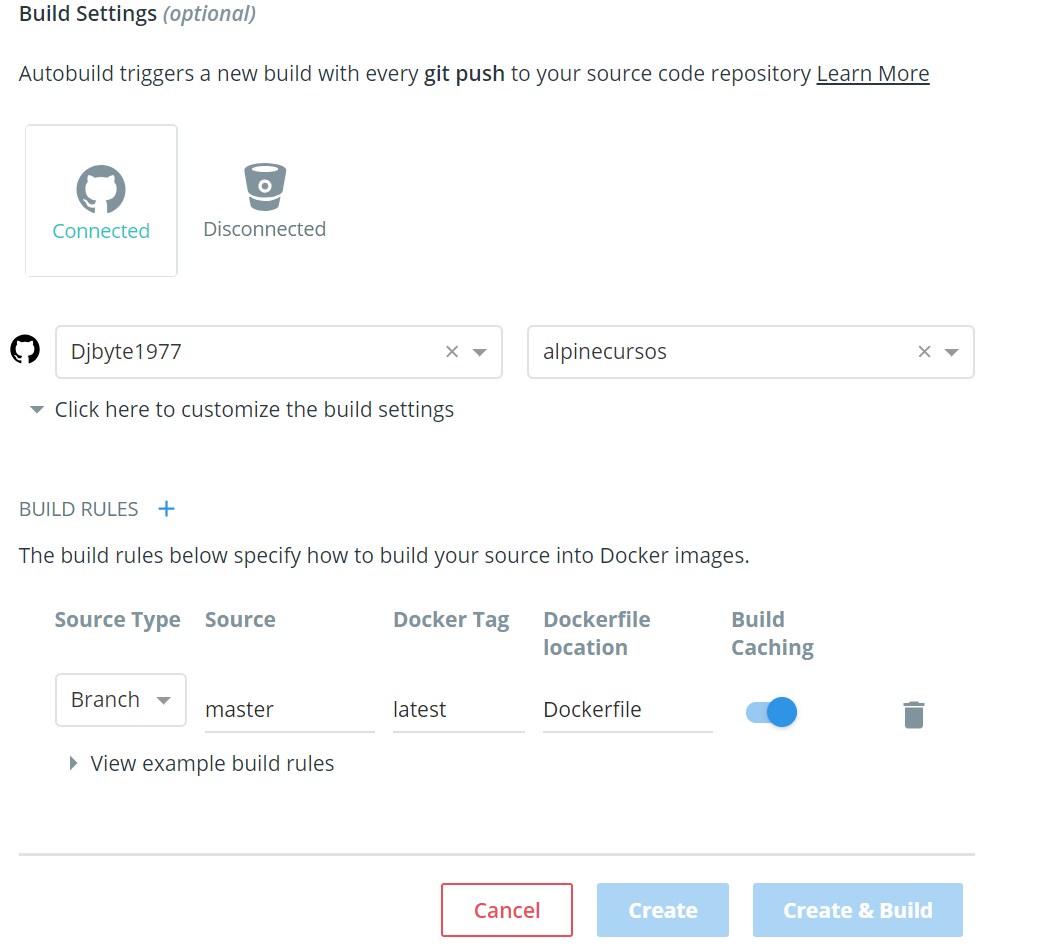 Build Settings (optional)
Autobuild triggers a new build with every git push to your source code repository Learn More
Connected
Disconnected
Djbyte1977
alpinecursos
Click here to customize the build settings
BUILD RULES +
The build rules below specify how to build your source into Docker images.
Source Type
Source
Docker Tag
Dockerfile
location
Build
Caching
Branch
master
latest
Dockerfile
View example build rules
Cancel
Create
Create & Build